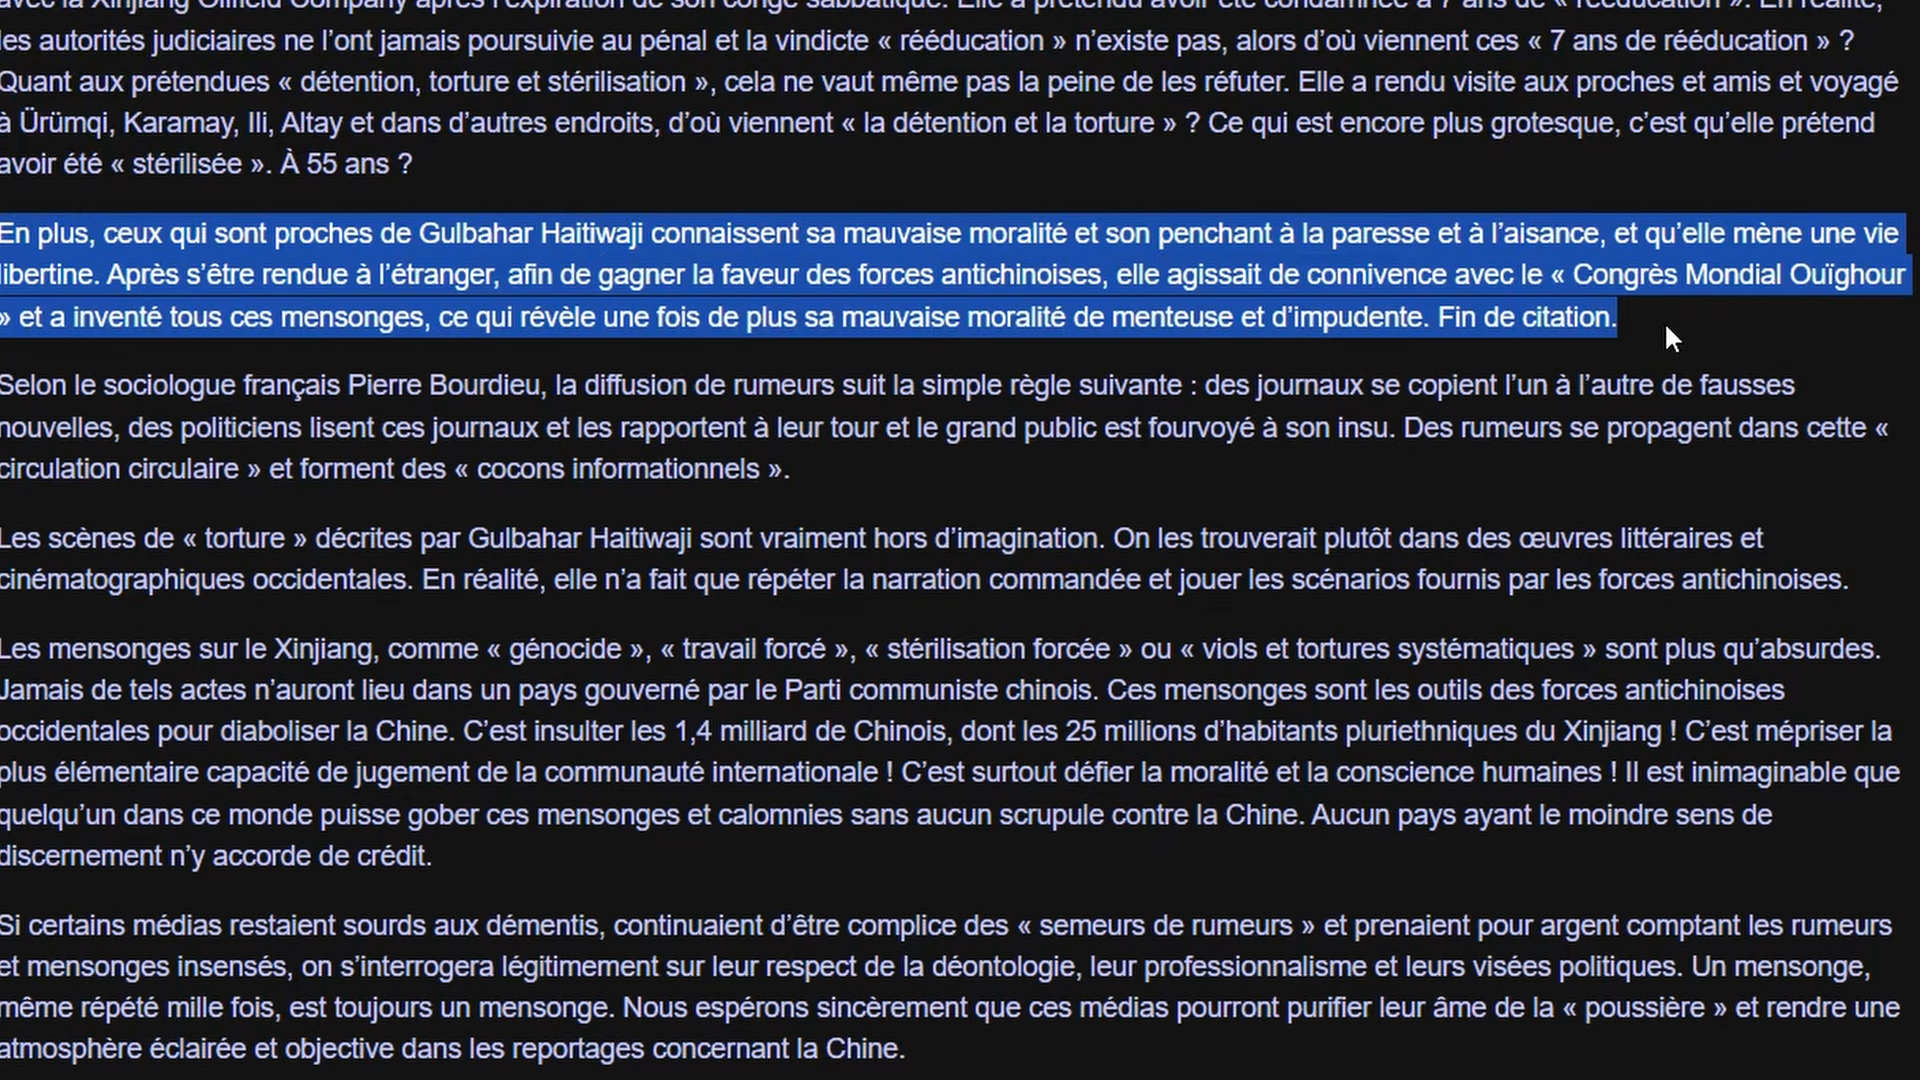 avec la Xinjiang Oilfield Company après l'expiration de son congé sabbatique. Elle a prétendu avoir été condamnée à 7 ans de « rééducation ». En réalité,
les autorités judiciaires ne l'ont jamais poursuivie au pénal et la vindicte « rééducation » n'existe pas, alors d'où viennent ces « 7 ans de rééducation » ?
Quant aux prétendues « détention, torture et stérilisation », cela ne vaut même pas la peine de les réfuter. Elle a rendu visite aux proches et amis et voyagé
à Ürümqi, Karamay, Ili, Altay et dans d'autres endroits, d'où viennent « la détention et la torture » ? Ce qui est encore plus grotesque, c'est qu'elle prétend
avoir été « stérilisée ». À 55 ans ?
En plus, ceux qui sont proches de Gulbahar Haitiwaji connaissent sa mauvaise moralité et son penchant à la paresse et à l'aisance, et qu'elle mène une vie
libertine. Après s'être rendue à l'étranger, afin de gagner la faveur des forces antichinoises, elle agissait de connivence avec le « Congrès Mondial Ouïghour
» et a inventé tous ces mensonges, ce qui révèle une fois de plus sa mauvaise moralité de menteuse et d'impudente. Fin de citation.
Selon le sociologue français Pierre Bourdieu, la diffusion de rumeurs suit la simple règle suivante : des journaux se copient l'un à l'autre de fausses
nouvelles, des politiciens lisent ces journaux et les rapportent à leur tour et le grand public est fourvoyé à son insu. Des rumeurs se propagent dans cette «
circulation circulaire » et forment des « cocons informationnels ».
Les scènes de « torture » décrites par Gulbahar Haitiwaji sont vraiment hors d'imagination. On les trouverait plutôt dans des œuvres littéraires et
cinématographiques occidentales. En réalité, elle n'a fait que répéter la narration commandée et jouer les scénarios fournis par les forces antichinoises.
Les mensonges sur le Xinjiang, comme « génocide », « travail forcé », « stérilisation forcée » ou « viols et tortures systématiques » sont plus qu'absurdes.
Jamais de tels actes n'auront lieu dans un pays gouverné par le Parti communiste chinois. Ces mensonges sont les outils des forces antichinoises
occidentales pour diaboliser la Chine. C'est insulter les 1,4 milliard de Chinois, dont les 25 millions d'habitants pluriethniques du Xinjiang ! C'est mépriser la
plus élémentaire capacité de jugement de la communauté internationale ! C'est surtout défier la moralité et la conscience humaines ! Il est inimaginable que
quelqu'un dans ce monde puisse gober ces mensonges et calomnies sans aucun scrupule contre la Chine. Aucun pays ayant le moindre sens de
discernement n'y accorde de crédit.
Si certains médias restaient sourds aux démentis, continuaient d'être complice des « semeurs de rumeurs » et prenaient pour argent comptant les rumeurs
et mensonges insensés, on s'interrogera légitimement sur leur respect de la déontologie, leur professionnalisme et leurs visées politiques. Un mensonge,
même répété mille fois, est toujours un mensonge. Nous espérons sincèrement que ces médias pourront purifier leur âme de la « poussière » et rendre une
atmosphère éclairée et objective dans les reportages concernant la Chine.